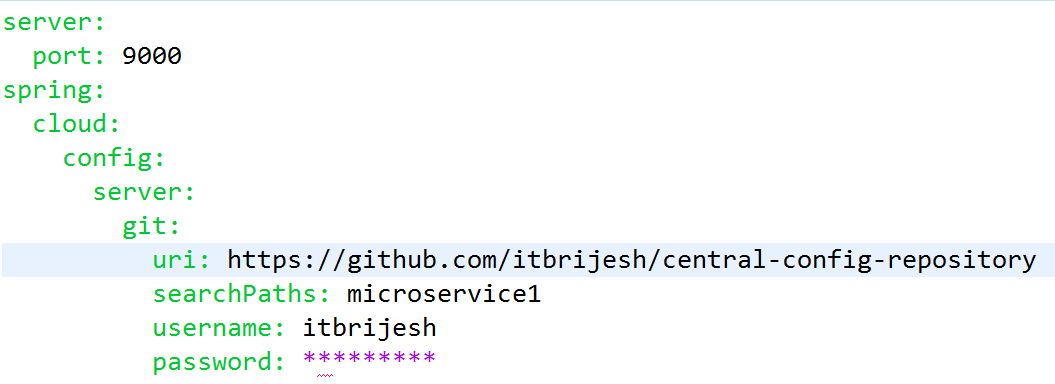 server:
  port: 9000
spring:
  cloud:
    config:
      server:
        git:
          uri: https://github.com/itbrijesh/central-config-repository
          searchPaths: microservice1
          username: itbrijesh
          password: *********